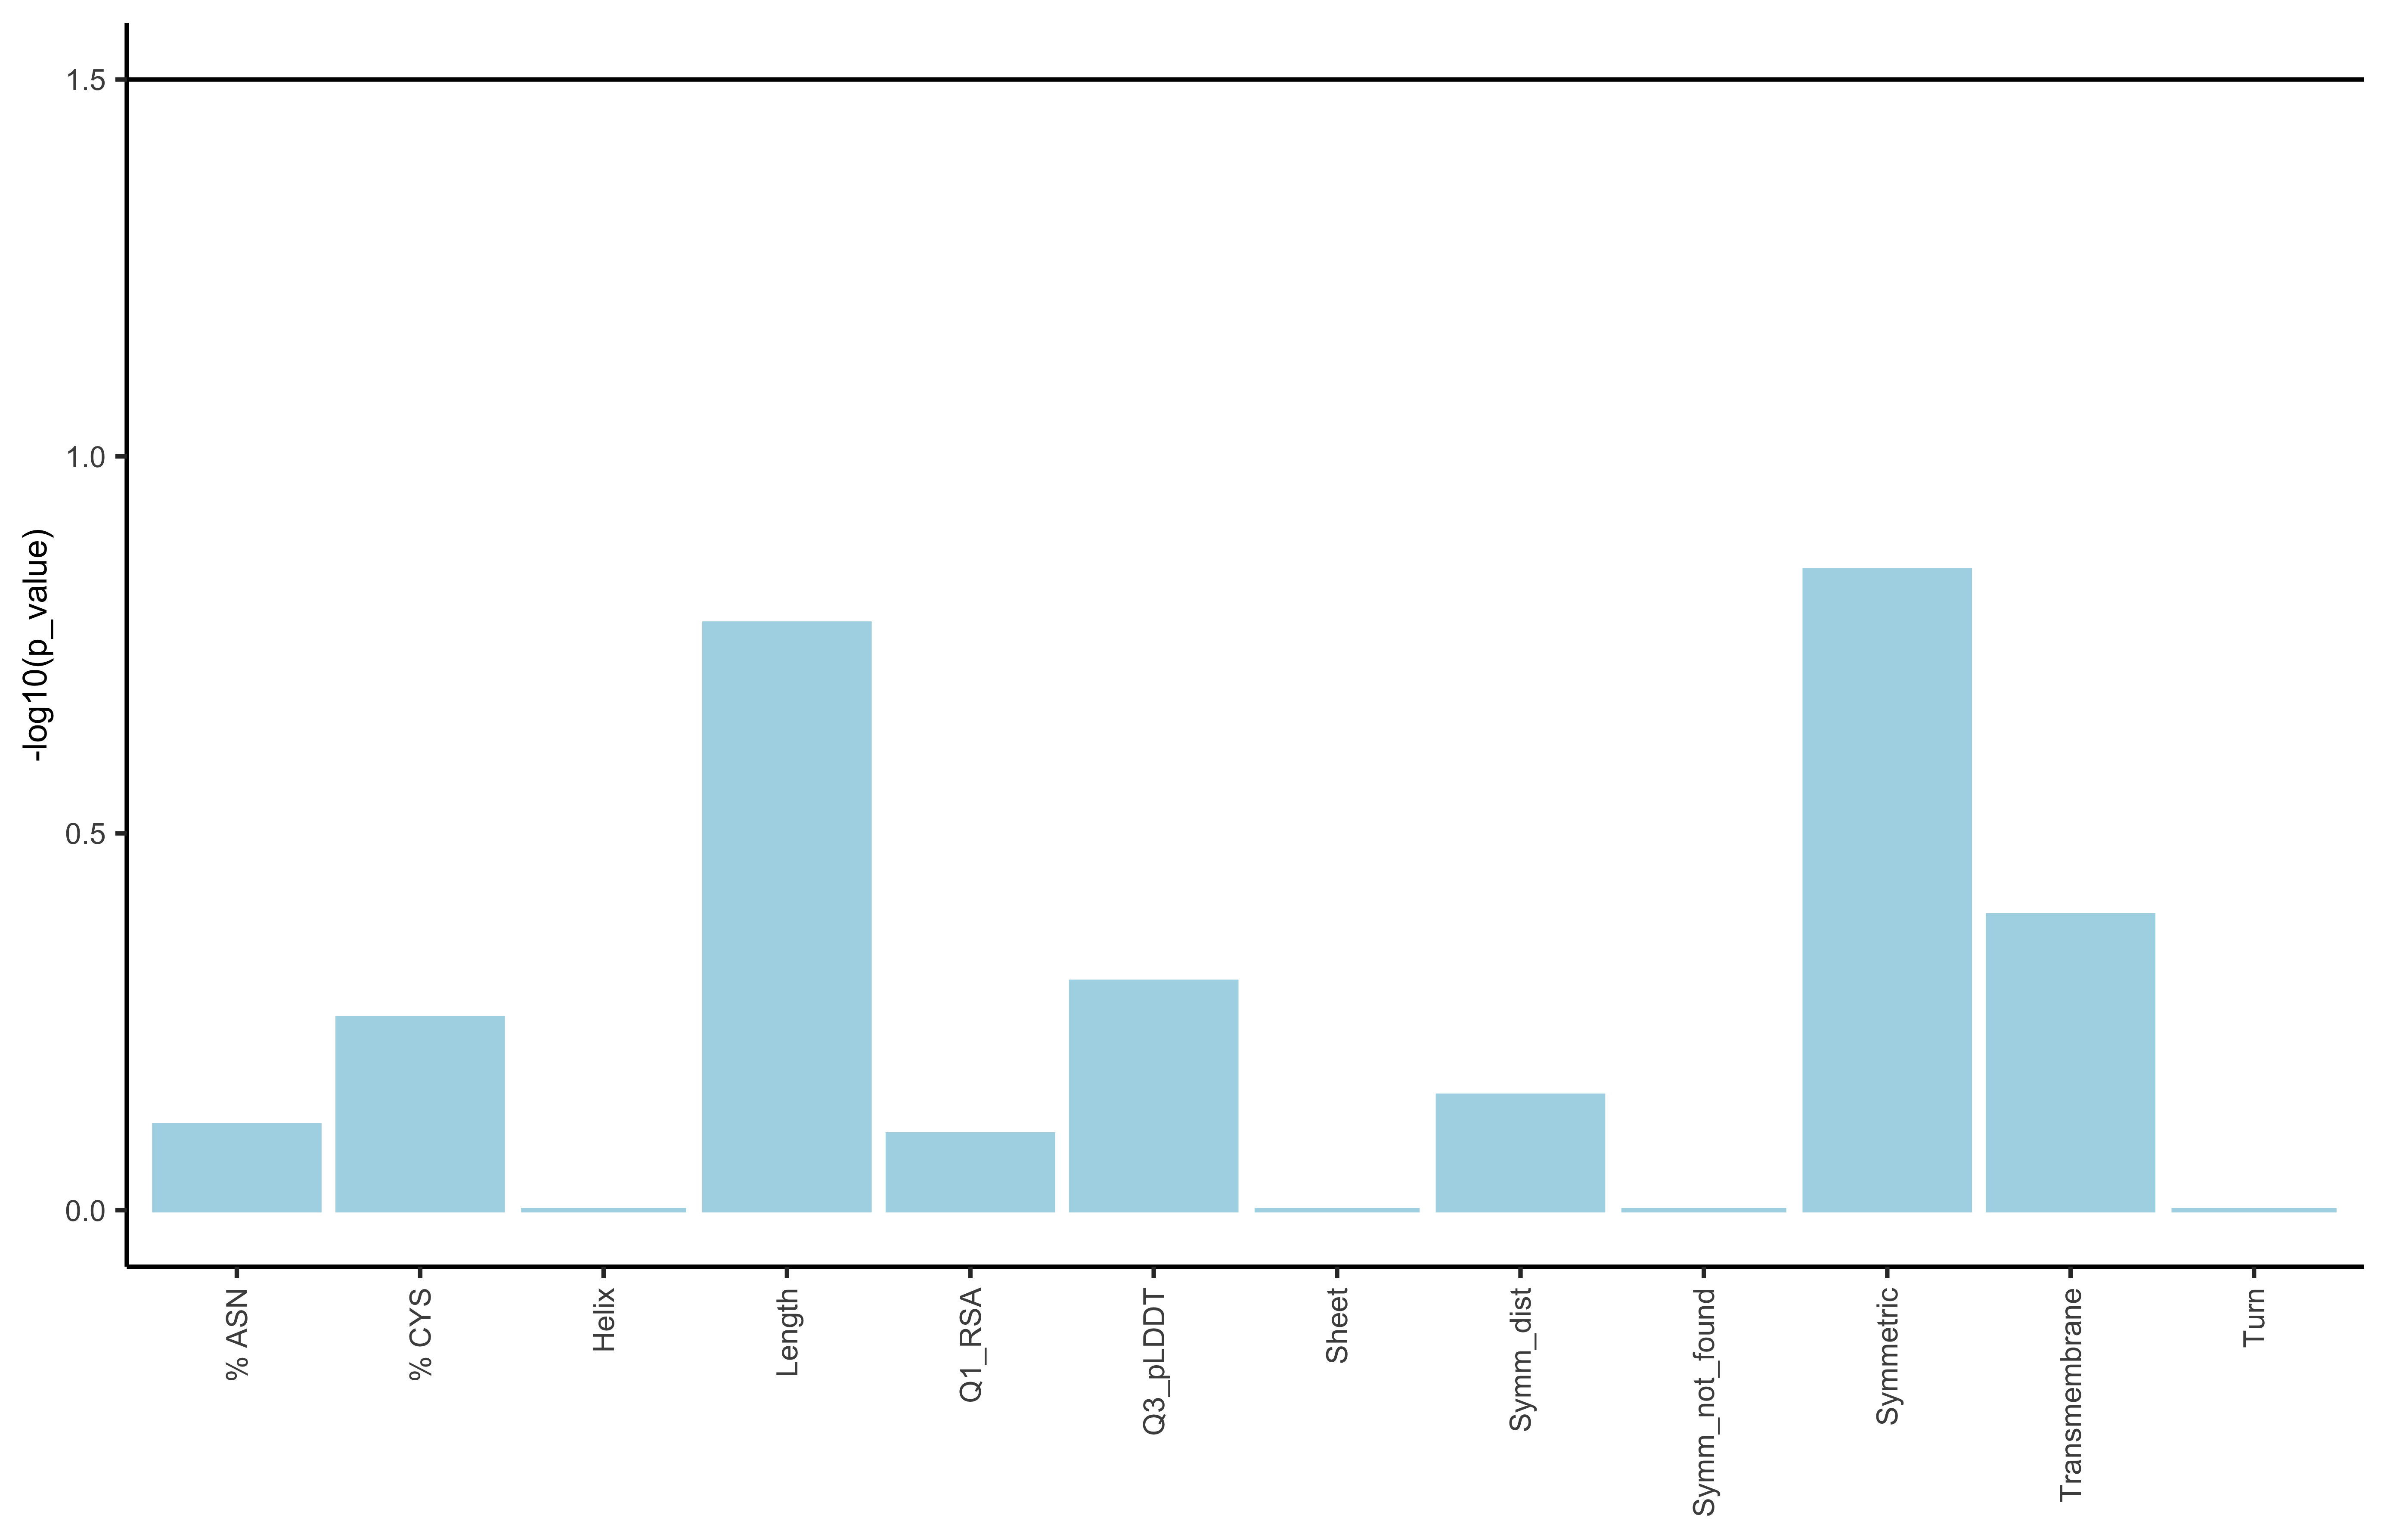 1.5
1.0
0.5
0.0
-log10(p_value)
% ASN
% CYS
Helix
Length
Q1_RSA
Q3_pLDDT
Sheet
Symm_dist
Symm_not_found
Symmetric
Transmembrane
Turn